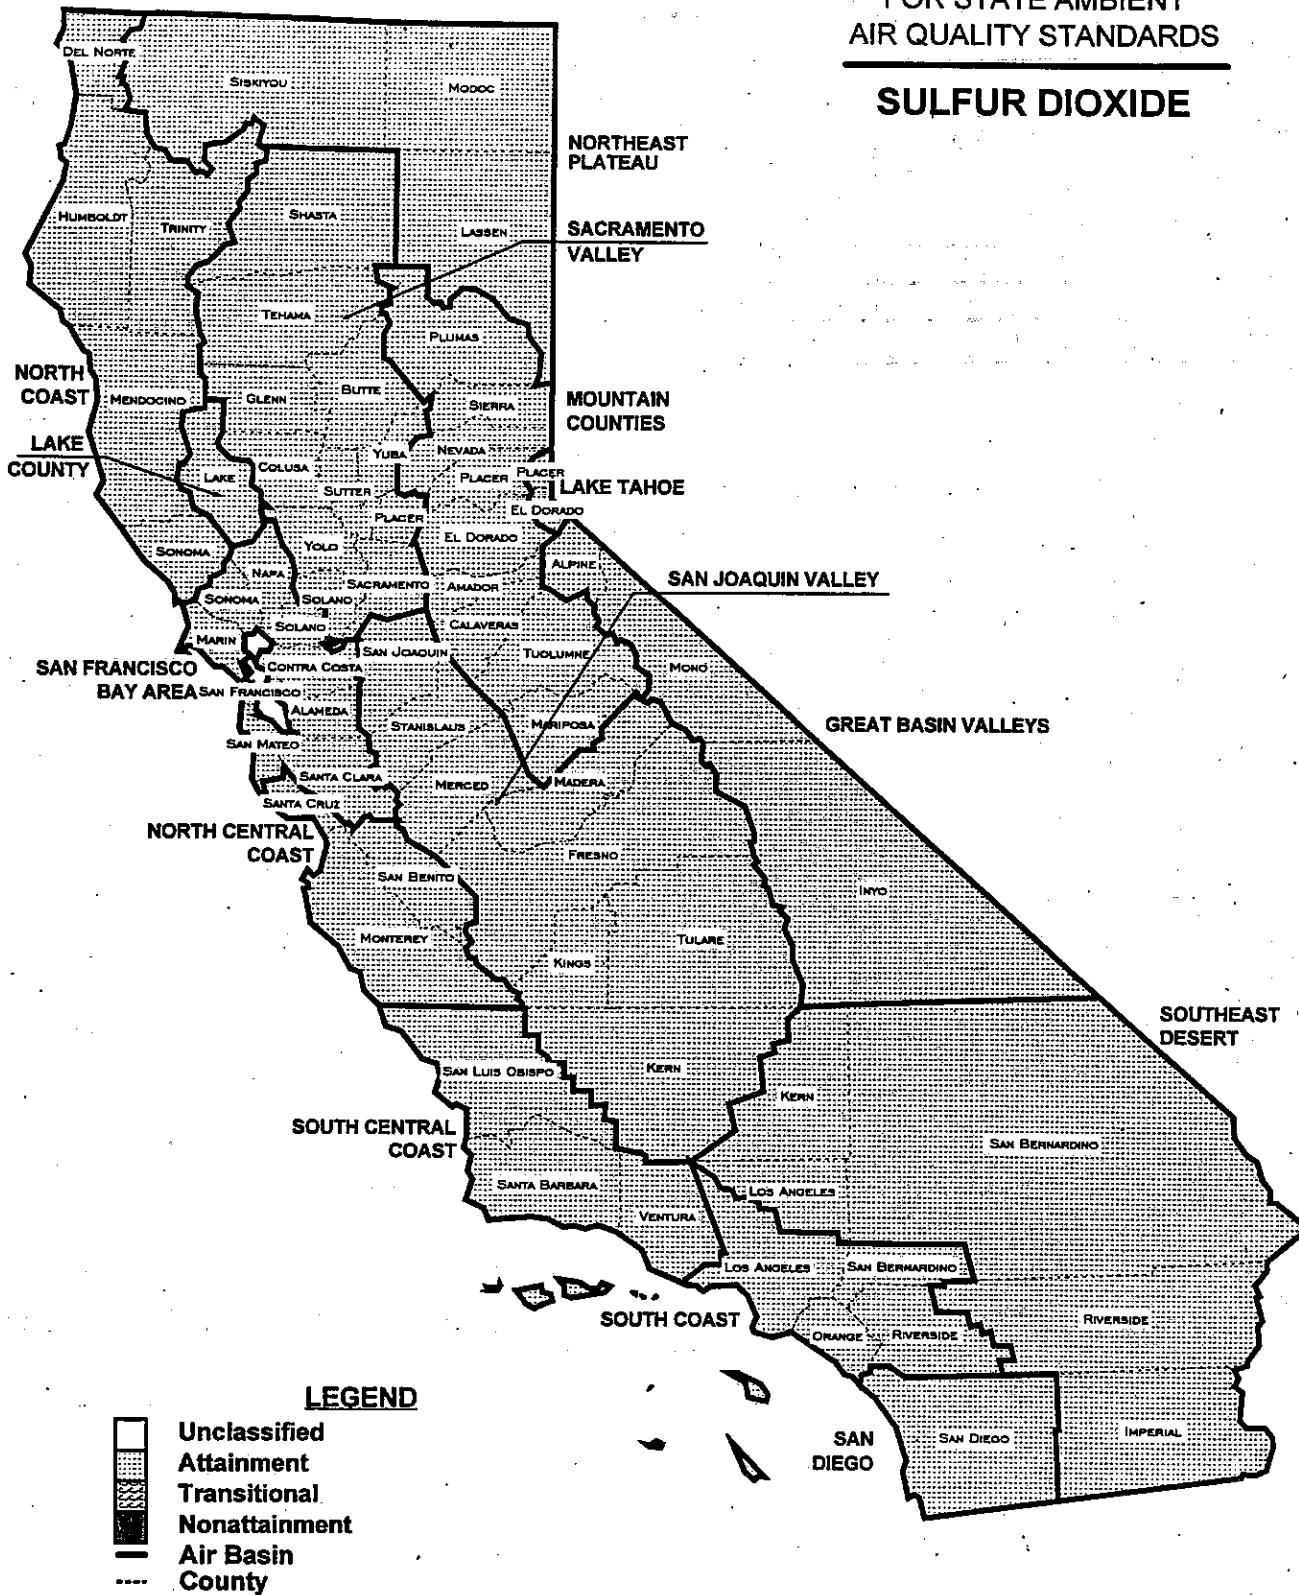 FOR STATE AMBIENT
AIR QUALITY STANDARDS
SULFUR DIOXIDE
DEL NORTE
SISKIYOU
MODOC
NORTHEAST
PLATEAU
HUMBOLDT
TRINITY
SHASTA
LASSEN
SACRAMENTO
VALLEY
TEHAMA
PLUMAS
NORTH
COAST
MENDOCINO
GLENN
BUTTE
SIERRA
MOUNTAIN
COUNTIES
LAKE
COUNTY
LAKE
COLUSA
YUBA
NEVADA
SUTTER
PLACER
PLACER
LAKE TAHOE
PLACER
EL DORADO
EL DORADO
SONOMA
YOLO
NAPA
ALPINE
SACRAMENTO
AMADOR
SAN JOAQUIN VALLEY
SONOMA
SOLANO
SOLANO
CALAVERAS
MARIN
SAN JOAQUIN
TUOLUMNE
MONO
SAN FRANCISCO
BAY AREA
CONTRA COSTA
SAN FRANCISCO
ALAMEDA
STANISLAUS
MARIPOSA
GREAT BASIN VALLEYS
SAN MATEO
SANTA CLARA
MERCED
MADERA
SANTA CRUZ
NORTH CENTRAL
COAST
FRESNO
SAN BENITO
INYO
MONTEREY
TULARE
KINGS
SOUTHEAST
DESERT
SAN LUIS OBISPO
KERN
KERN
SOUTH CENTRAL
COAST
SAN BERNARDINO
SANTA BARBARA
LOS ANGELES
VENTURA
LOS ANGELES
SAN BERNARDINO
SOUTH COAST
ORANGE
RIVERSIDE
RIVERSIDE
SAN
DIEGO
SAN DIEGO
IMPERIAL
LEGEND
Unclassified
Attainment
Transitional
Nonattainment
Air Basin
County